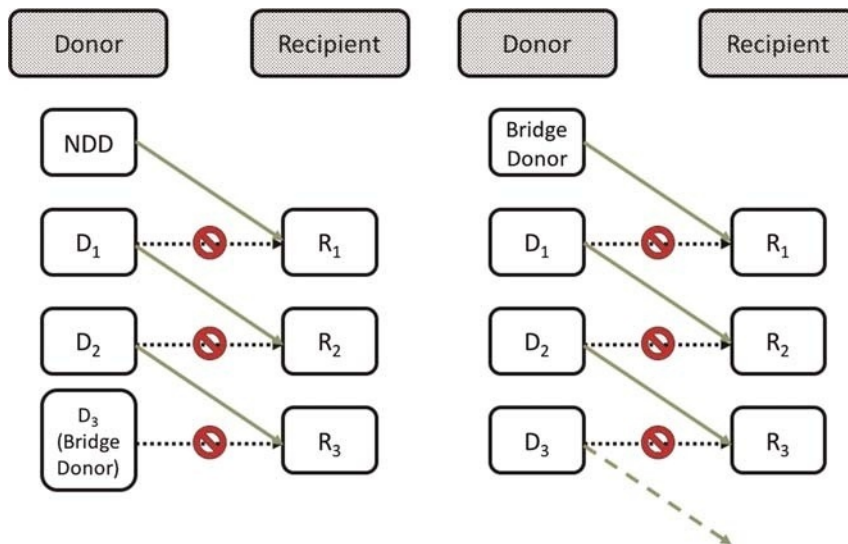 Donor Recipient Donor Recipient
NDD Bridge
Donor
D₁ R₁ D₁ R₁
D₂ R₂ D₂ R₂
D₃
(Bridge
Donor) R₃ D₃ R₃